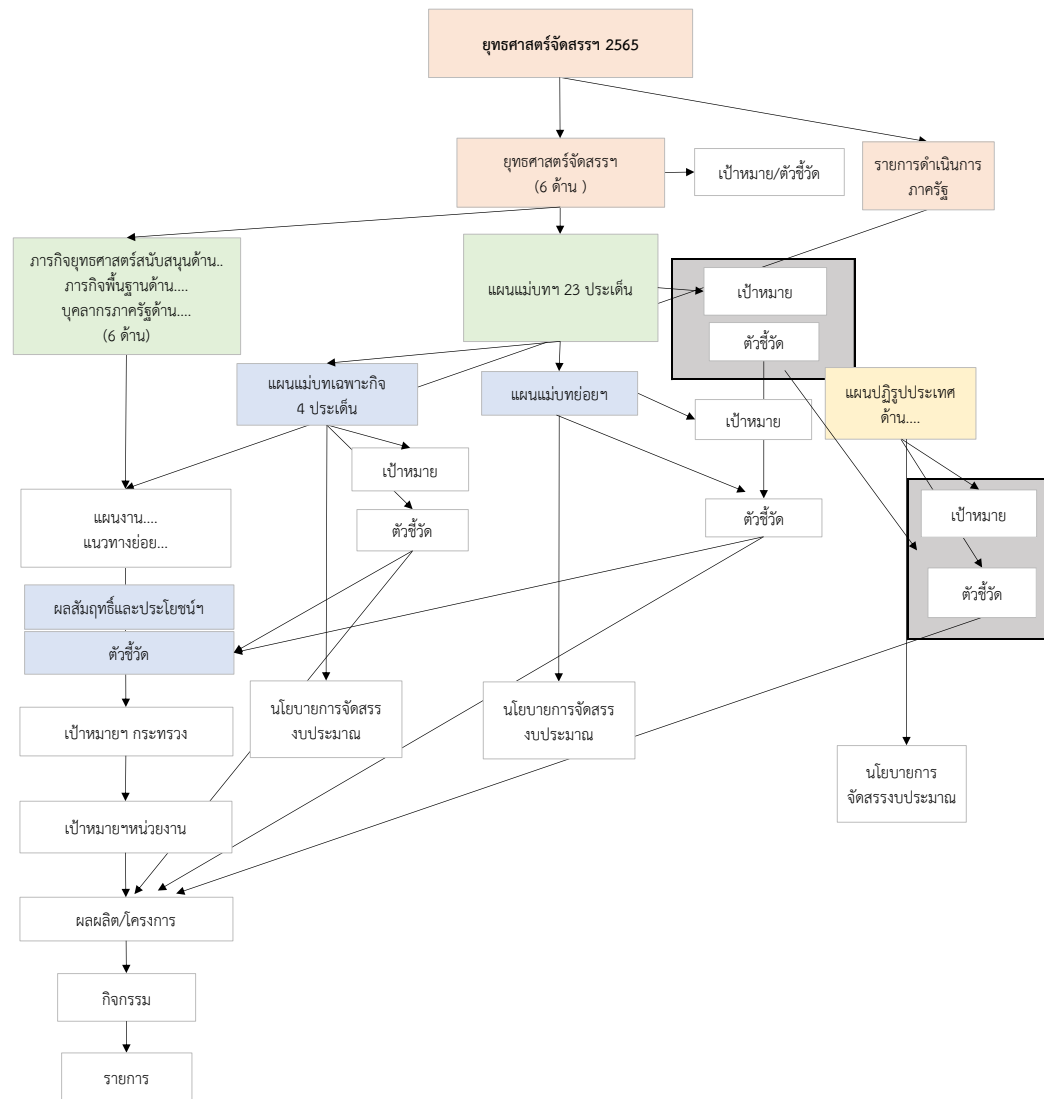 ยุทธศาสตร์จัดสรรฯ 2565
ยุทธศาสตร์จัดสรรฯ
(6 ด้าน )
เป้าหมาย/ตัวชี้วัด
รายการดำเนินการ
ภาครัฐ
ภารกิจยุทธศาสตร์สนับสนุนด้าน..
ภารกิจพื้นฐานด้าน....
บุคลากรภาครัฐด้าน....
(6 ด้าน)
แผนแม่บทฯ 23 ประเด็น
เป้าหมาย
ตัวชี้วัด
แผนแม่บทเฉพาะกิจ
4 ประเด็น
แผนแม่บทย่อยฯ
แผนปฏิรูปประเทศ
ด้าน....
เป้าหมาย
เป้าหมาย
เป้าหมาย
แผนงาน....
แนวทางย่อย...
ตัวชี้วัด
ตัวชี้วัด
ตัวชี้วัด
ผลสัมฤทธิ์และประโยชน์ฯ
ตัวชี้วัด
เป้าหมายฯ กระทรวง
นโยบายการจัดสรร
งบประมาณ
นโยบายการจัดสรร
งบประมาณ
นโยบายการ
จัดสรรงบประมาณ
เป้าหมายฯหน่วยงาน
ผลผลิต/โครงการ
กิจกรรม
รายการ